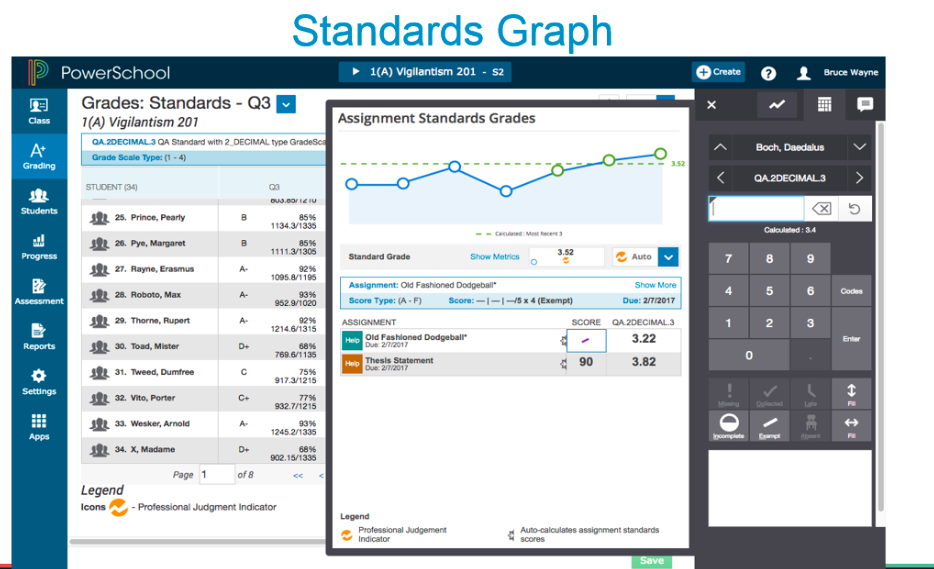 Standards Graph
PowerSchool
1(A) Vigilantism 201 - S2
Create
?
Bruce Wayne
Class
A+
Grading
Students
Progress
Assessment
Reports
Settings
Apps
Grades: Standards - Q3
1(A) Vigilantism 201
QA.2DECIMAL.3 QA Standard with 2_DECIMAL type GradeSca
Grade Scale Type: (1 - 4)
STUDENT (34) Q3
803.85/1210
25. Prince, Pearly B 85%
1134.3/1335
26. Pye, Margaret B 85%
1111.3/1305
27. Rayne, Erasmus A- 92%
1095.8/1195
28. Roboto, Max A- 93%
952.9/1020
29. Thorne, Rupert A- 92%
1214.6/1315
30. Toad, Mister D+ 68%
769.6/1135
31. Tweed, Dumfree C 75%
917.3/1215
32. Vito, Porter C+ 77%
932.7/1215
33. Wesker, Arnold A- 93%
1245.2/1335
34. X, Madame D+ 68%
902.15/1335
Page 1 of 8 << <
Legend
Icons - Professional Judgment Indicator
Assignment Standards Grades
3.52
Calculated : Most Recent 3
Standard Grade Show Metrics 3.52 Auto
Assignment: Old Fashioned Dodgeball* Show More
Score Type: (A - F) Score: — | — | —/5 x 4 (Exempt) Due: 2/7/2017
ASSIGNMENT SCORE QA.2DECIMAL.3
Help Old Fashioned Dodgeball* 3.22
Due: 2/7/2017
Help Thesis Statement 90 3.82
Due: 2/7/2017
Legend
Professional Judgement
Indicator
Auto-calculates assignment standards
scores
Save
Boch, Daedalus
QA.2DECIMAL.3
Calculated : 3.4
7 8 9
4 5 6 Codes
1 2 3
Enter
0 .
Missing Collected Late Fill
Incomplete Exempt Absent Fill